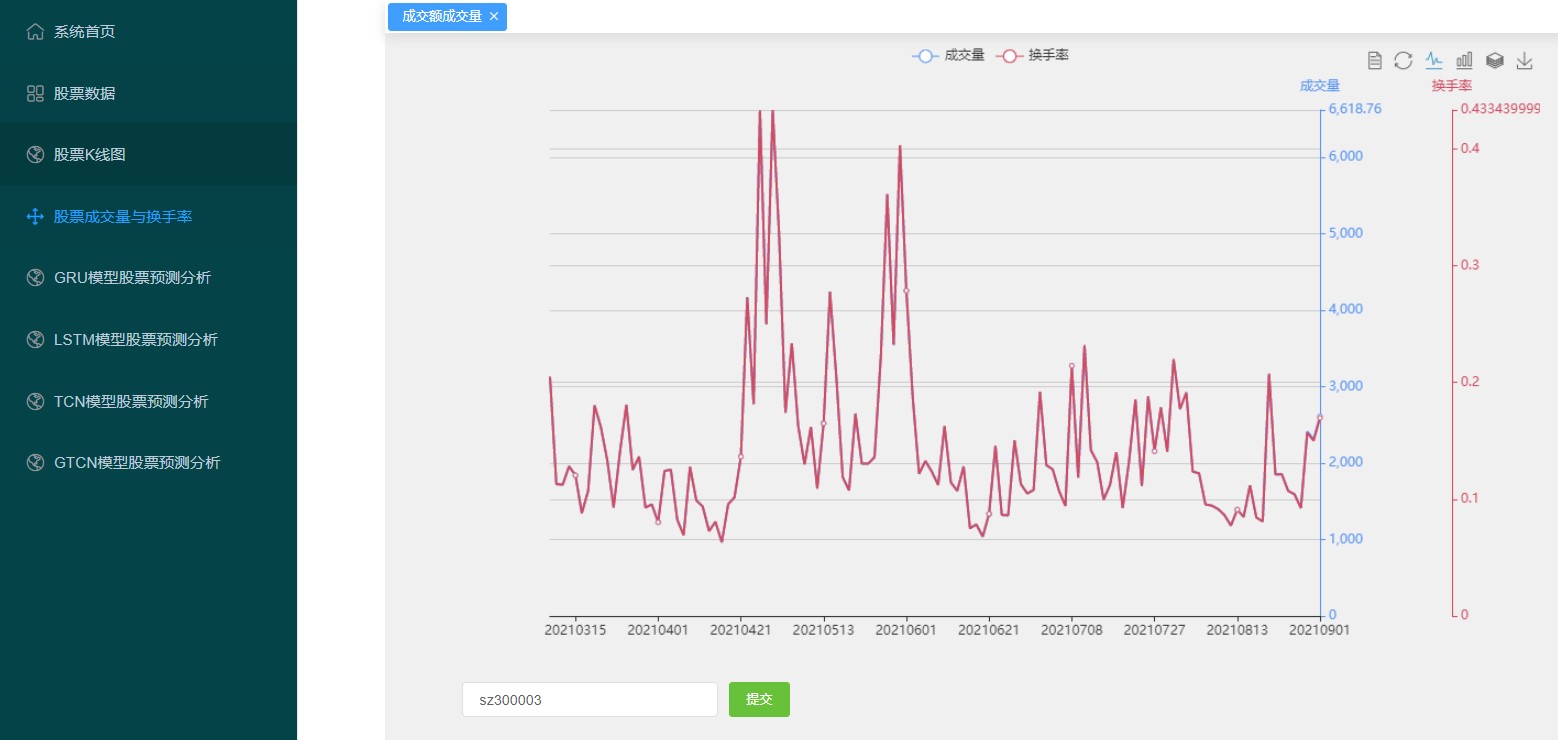 系统首页
股票数据
股票K线图
股票成交量与换手率
GRU模型股票预测分析
LSTM模型股票预测分析
TCN模型股票预测分析
GTCN模型股票预测分析
成交额成交量 ×
成交量 换手率
成交量 换手率
6,618.76
6,000
5,000
4,000
3,000
2,000
1,000
0
0.433439999
0.4
0.3
0.2
0.1
0
20210315 20210401 20210421 20210513 20210601 20210621 20210708 20210727 20210813 20210901
sz300003 提交